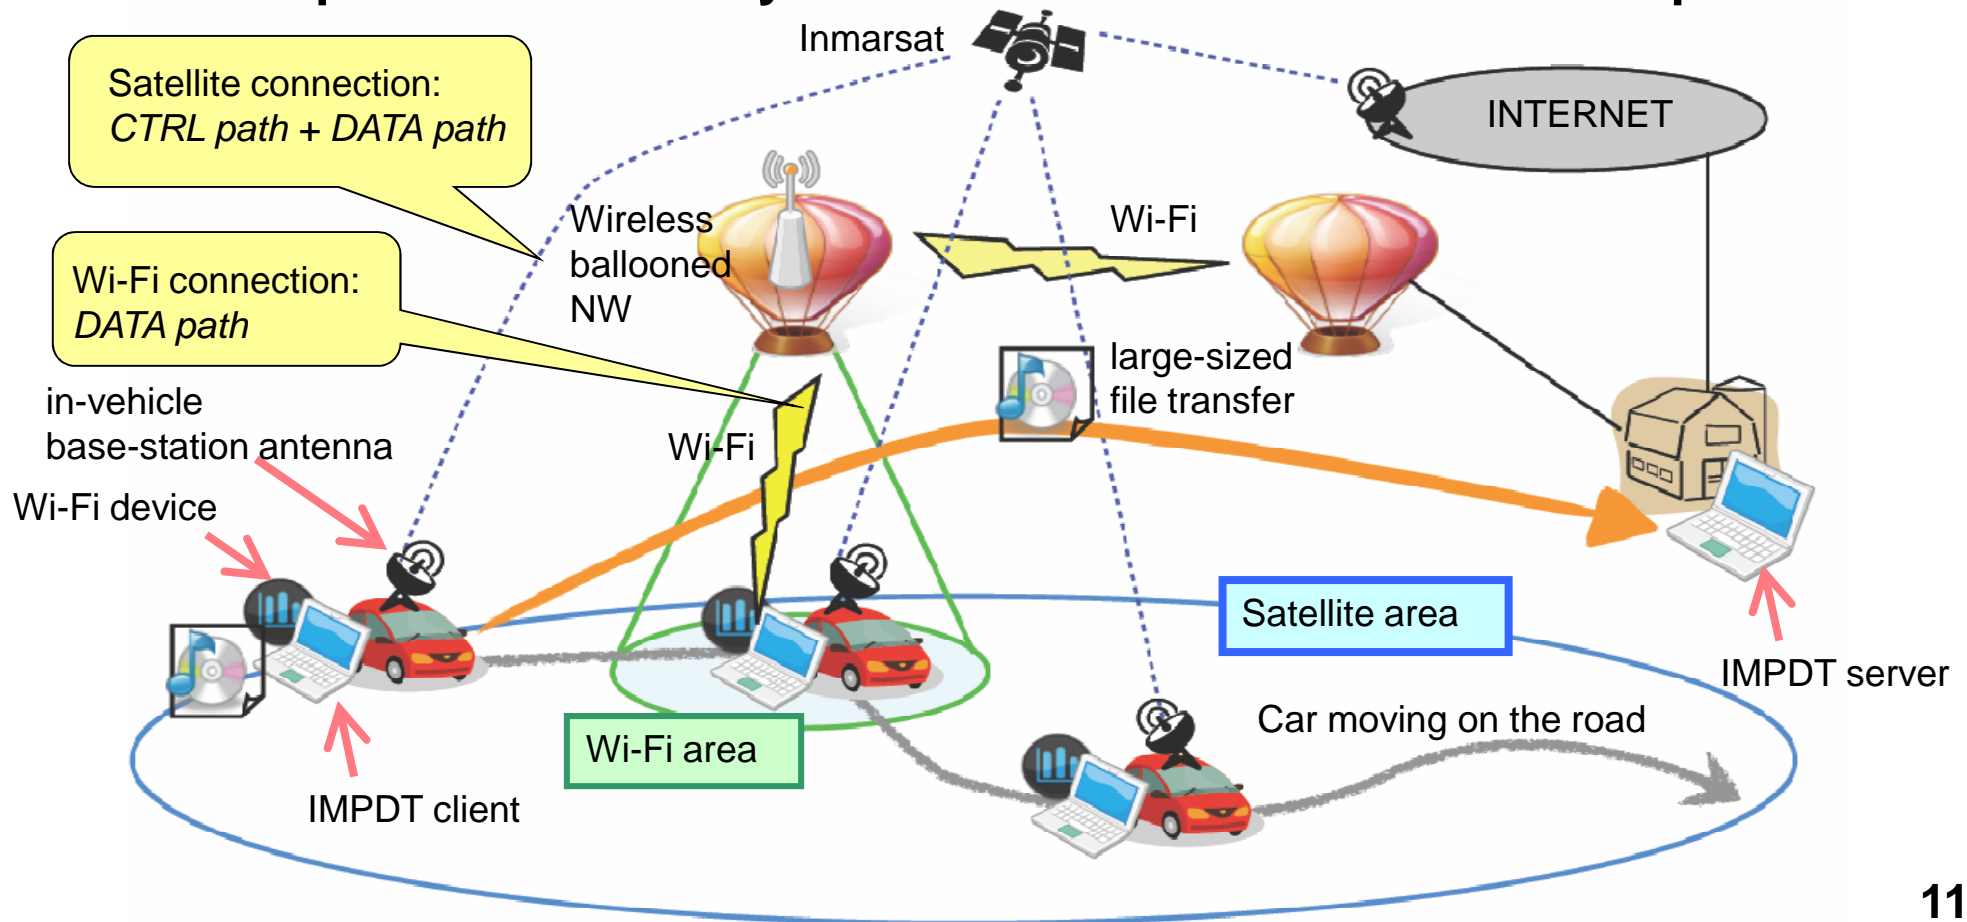 Inmarsat
Satellite connection:
CTRL path + DATA path
INTERNET
Wireless
ballooned
NW
Wi-Fi
Wi-Fi connection:
DATA path
large-sized
file transfer
in-vehicle
base-station antenna
Wi-Fi
Wi-Fi device
Satellite area
IMPDT server
Car moving on the road
Wi-Fi area
IMPDT client
11